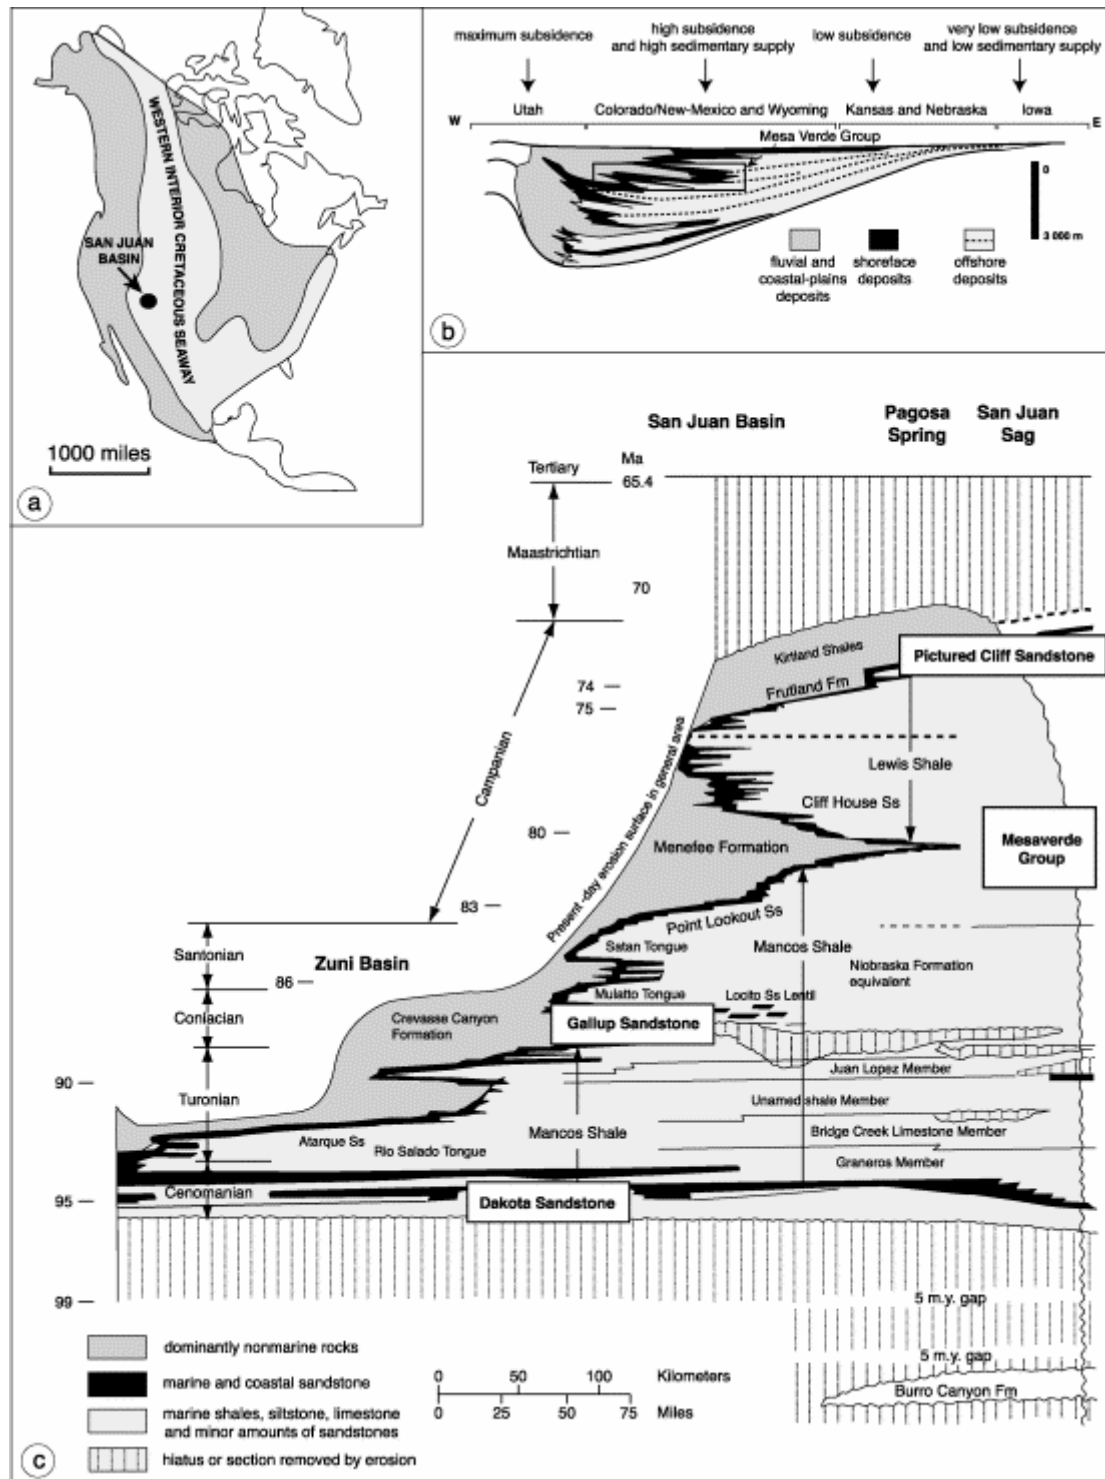 WESTERN INTERIOR CRETACEOUS SEAWAY
SAN JUAN
BASIN
1000 miles
a
maximum subsidence
high subsidence
and high sedimentary supply
low subsidence
very low subsidence
and low sedimentary supply
W
Utah
Colorado/New-Mexico and Wyoming
Kansas and Nebraska
Iowa
E
Mesa Verde Group
0
3 000 m
fluvial and
coastal-plains
deposits
shoreface
deposits
offshore
deposits
b
San Juan Basin
Pagosa
Spring
San Juan
Sag
Ma
Tertiary
65.4
Maastrichtian
70
Kirtland Shales
Pictured Cliff Sandstone
Frutland Fm
74
75
Campanian
Present-day erosion surface in general area
Lewis Shale
Cliff House Ss
80
Menefee Formation
Mesaverde
Group
83
Point Lookout Ss
Mancos Shale
Santonian
Zuni Basin
Satan Tongue
Niobraska Formation
equivalent
86
Mulatto Tongue
Locito Ss Lentil
Coniacian
Crevasse Canyon
Formation
Gallup Sandstone
Juan Lopez Member
90
Turonian
Unamed shale Member
Atarque Ss
Rio Salado Tongue
Mancos Shale
Bridge Creek Limestone Member
Graneros Member
Cenomanian
95
Dakota Sandstone
99
5 m.y. gap
5 m.y. gap
Burro Canyon Fm
dominantly nonmarine rocks
marine and coastal sandstone
marine shales, siltstone, limestone
and minor amounts of sandstones
hiatus or section removed by erosion
0 50 100 Kilometers
0 25 50 75 Miles
c